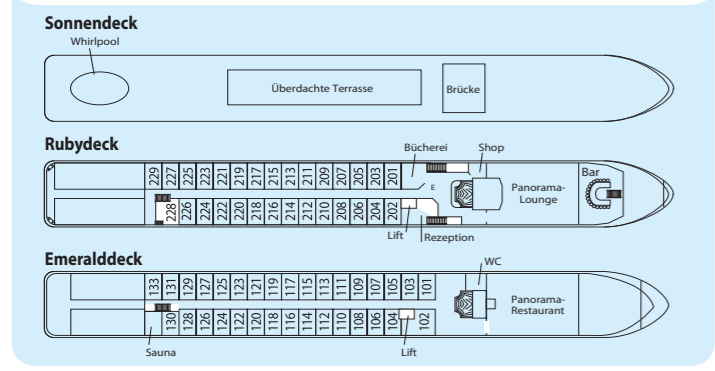 Sonnendeck
Whirlpool
Überdachte Terrasse
Brücke
Rubydeck
Bücherei
Shop
229 227 225 223 221 219 217 215 213 211 209 207 205 203 201
E
Panorama-
Lounge
Bar
228 226 224 222 220 218 216 214 212 210 208 206 204 202
Lift
Rezeption
Emeralddeck
WC
133 131 129 127 125 123 121 119 117 115 113 111 109 107 105 103 101
Panorama-
Restaurant
130 128 126 124 122 120 118 116 114 112 110 108 106 104 102
Sauna
Lift